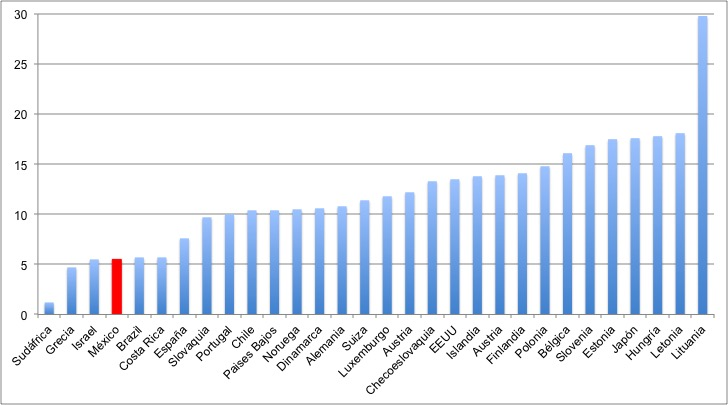 30
25
20
15
10
5
0
Sudáfrica
Grecia
Israel
México
Brazil
Costa Rica
España
Slovaquia
Portugal
Chile
Paises Bajos
Noruega
Dinamarca
Alemania
Suiza
Luxemburgo
Austria
Checoeslovaquia
EEUU
Islandia
Austria
Finlandia
Polonia
Bélgica
Slovenia
Estonia
Japón
Hungría
Letonia
Lituania